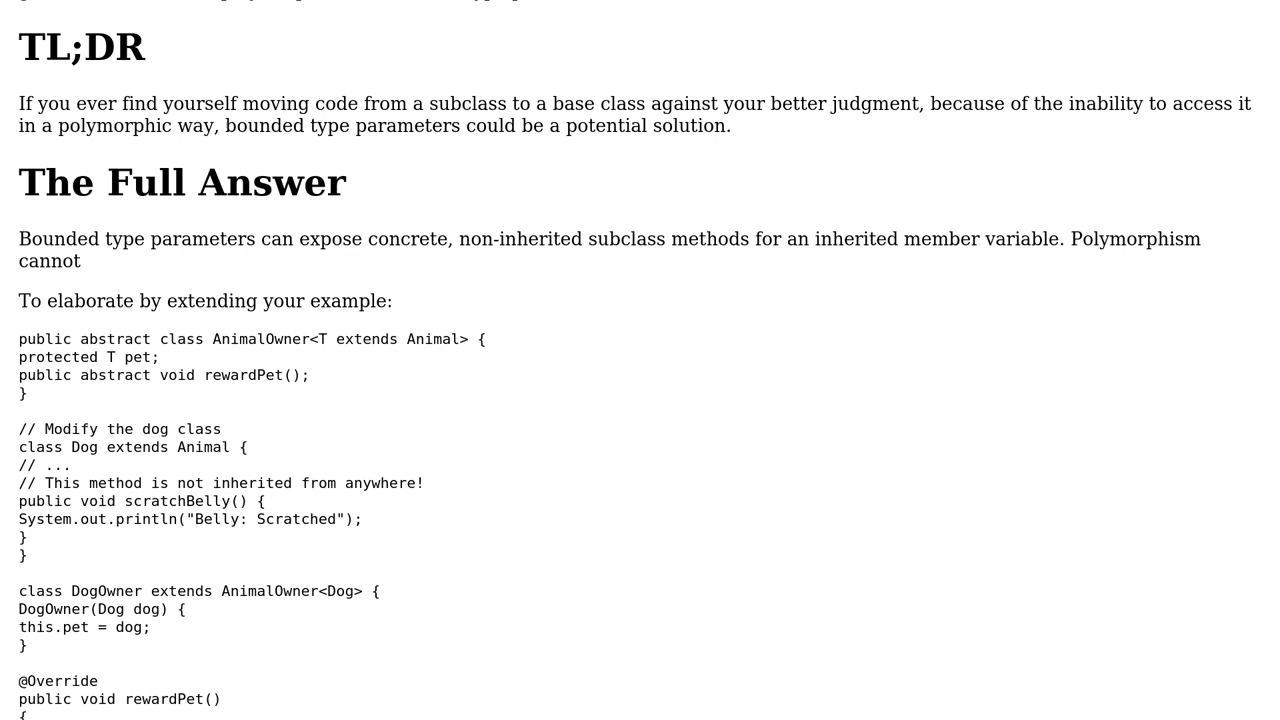 TL;DR
If you ever find yourself moving code from a subclass to a base class against your better judgment, because of the inability to access it
in a polymorphic way, bounded type parameters could be a potential solution.
The Full Answer
Bounded type parameters can expose concrete, non-inherited subclass methods for an inherited member variable. Polymorphism
cannot
To elaborate by extending your example:
public abstract class AnimalOwner<T extends Animal> {
protected T pet;
public abstract void rewardPet();
}
// Modify the dog class
class Dog extends Animal {
// ...
// This method is not inherited from anywhere!
public void scratchBelly() {
System.out.println("Belly: Scratched");
}
}
class DogOwner extends AnimalOwner<Dog> {
DogOwner(Dog dog) {
this.pet = dog;
}
@Override
public void rewardPet()
{